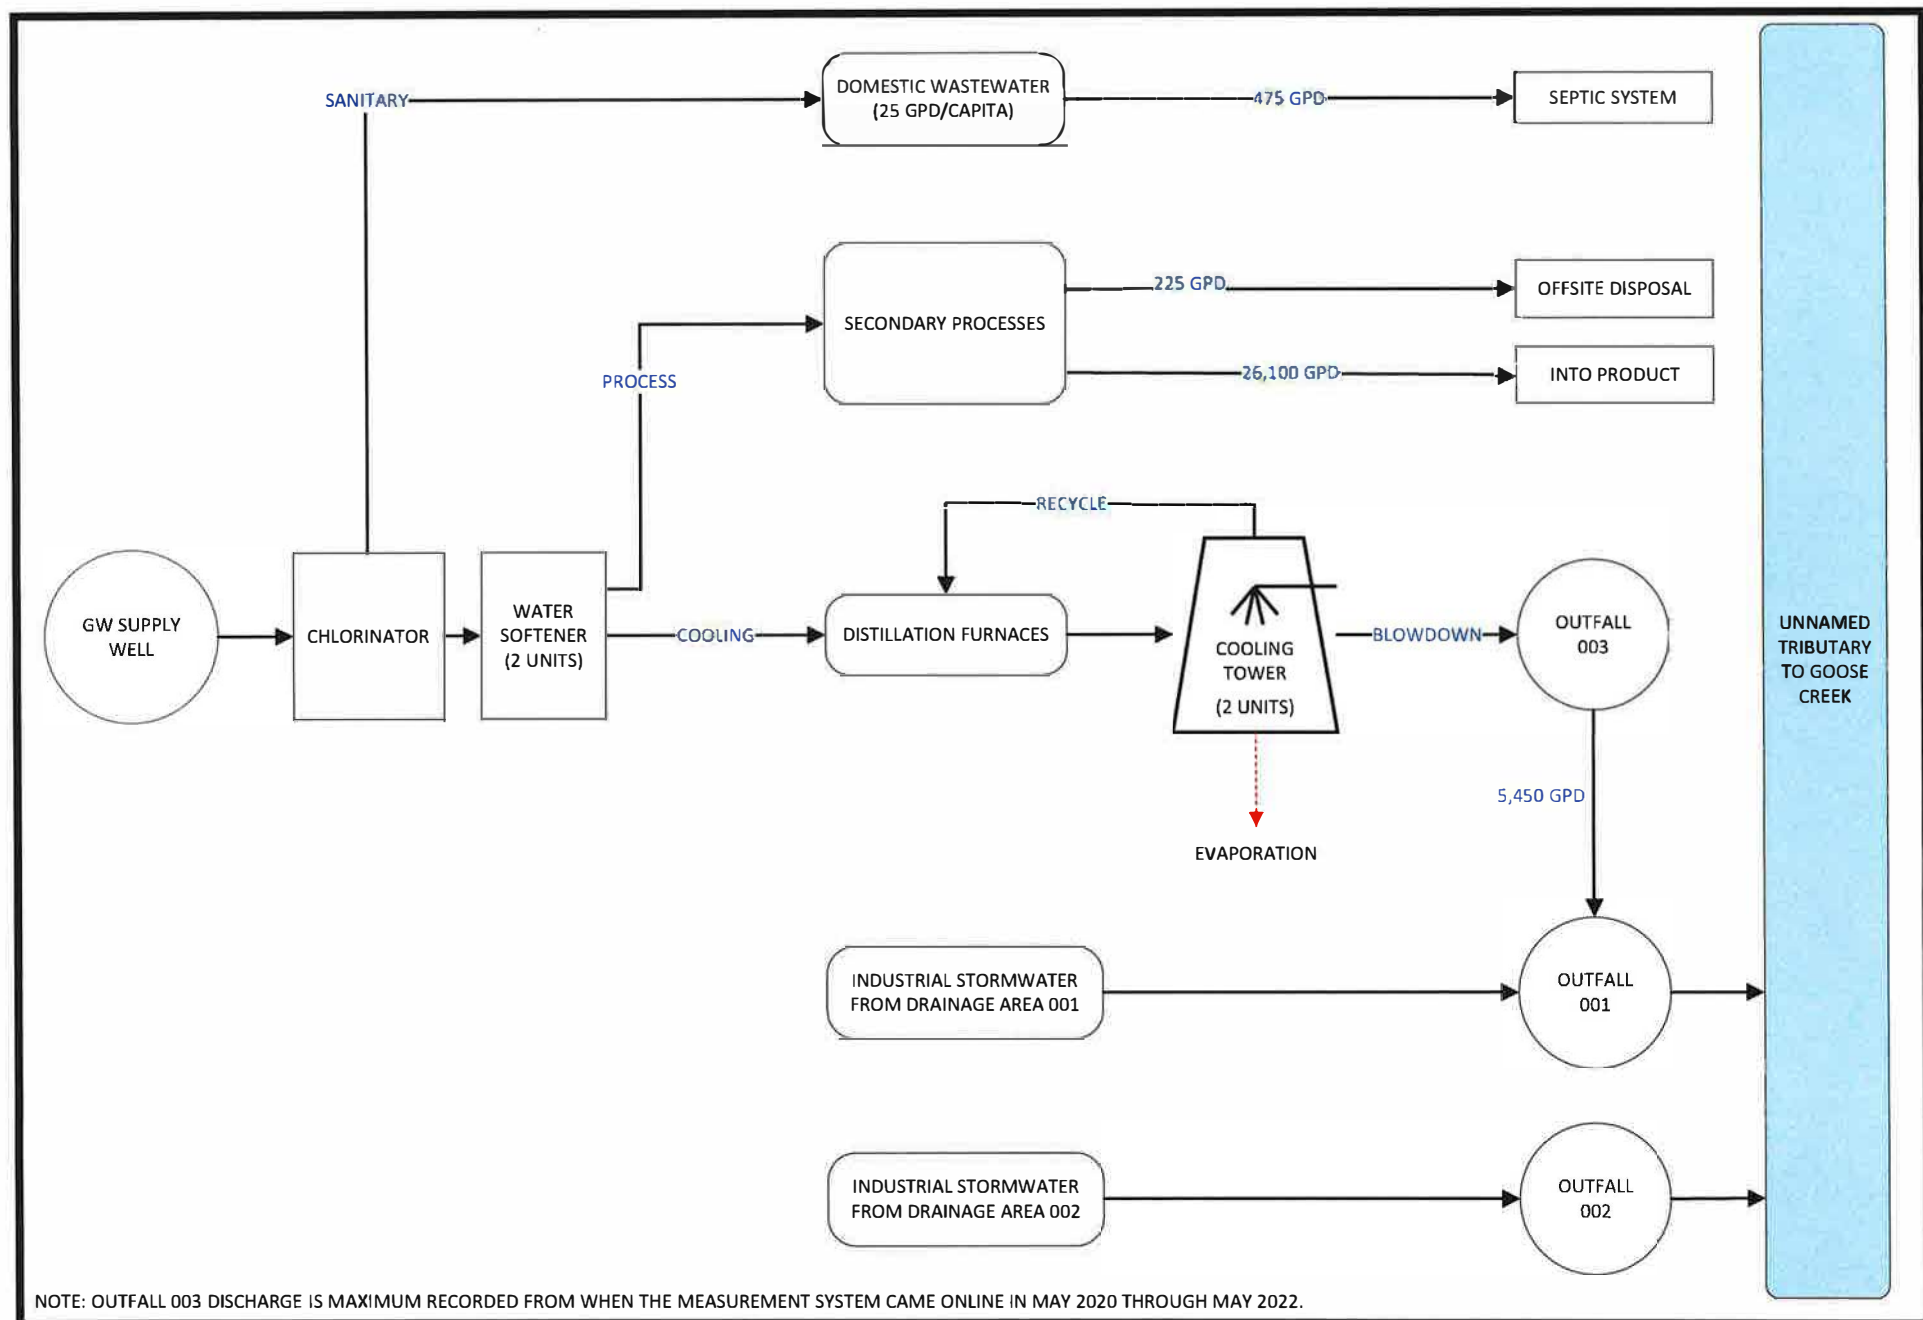 SANITARY
DOMESTIC WASTEWATER
(25 GPD/CAPITA)
475 GPD
SEPTIC SYSTEM
PROCESS
SECONDARY PROCESSES
225 GPD
OFFSITE DISPOSAL
26,100 GPD
INTO PRODUCT
RECYCLE
GW SUPPLY
WELL
CHLORINATOR
WATER
SOFTENER
(2 UNITS)
COOLING
DISTILLATION FURNACES
COOLING
TOWER
(2 UNITS)
BLOWDOWN
OUTFALL
003
UNNAMED
TRIBUTARY
TO GOOSE
CREEK
5,450 GPD
EVAPORATION
INDUSTRIAL STORMWATER
FROM DRAINAGE AREA 001
OUTFALL
001
INDUSTRIAL STORMWATER
FROM DRAINAGE AREA 002
OUTFALL
002
NOTE: OUTFALL 003 DISCHARGE IS MAXIMUM RECORDED FROM WHEN THE MEASUREMENT SYSTEM CAME ONLINE IN MAY 2020 THROUGH MAY 2022.